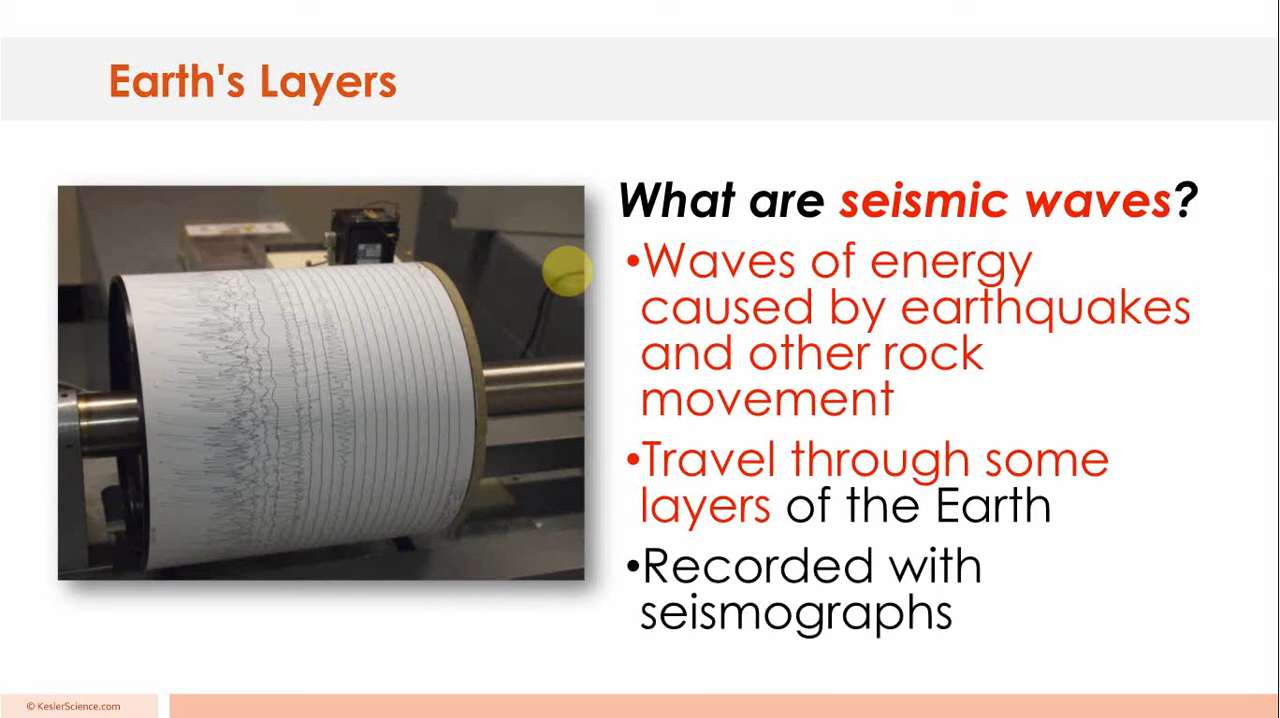 Earth's Layers
What are seismic waves?
•Waves of energy
caused by earthquakes
and other rock
movement
•Travel through some
layers of the Earth
•Recorded with
seismographs
© KeslerScience.com